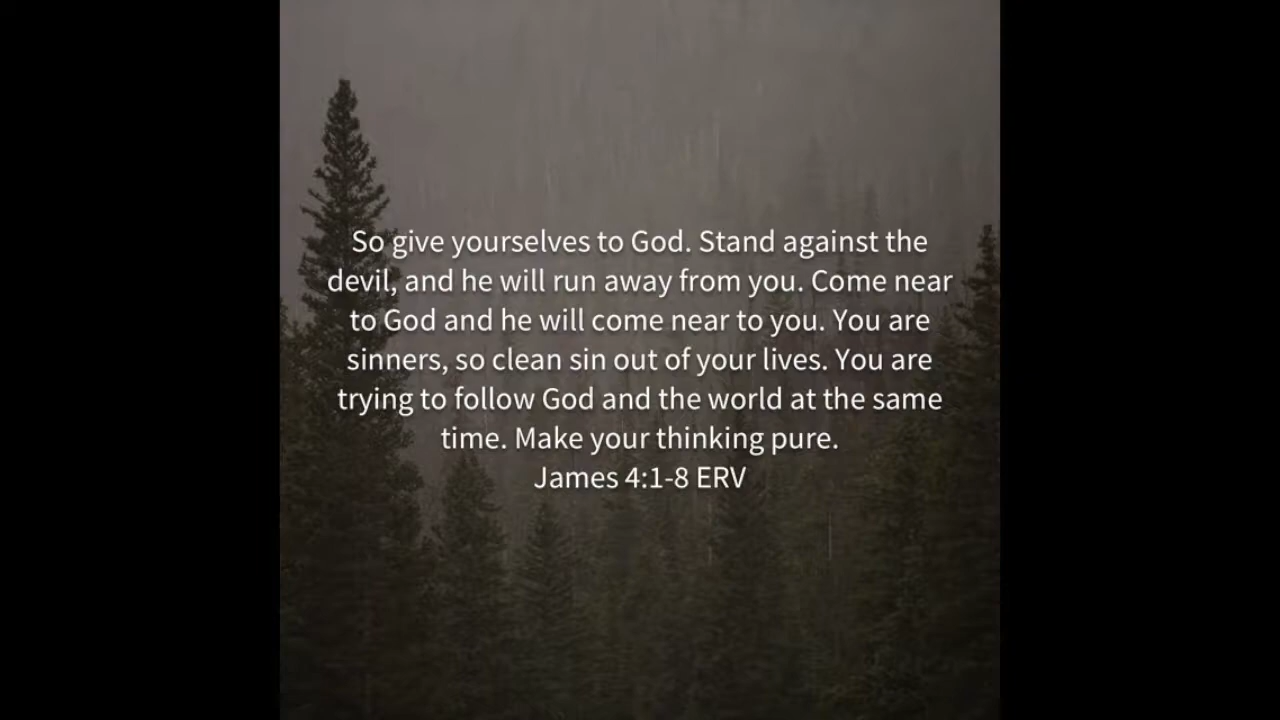 So give yourselves to God. Stand against the
devil, and he will run away from you. Come near
to God and he will come near to you. You are
sinners, so clean sin out of your lives. You are
trying to follow God and the world at the same
time. Make your thinking pure.
James 4:1-8 ERV